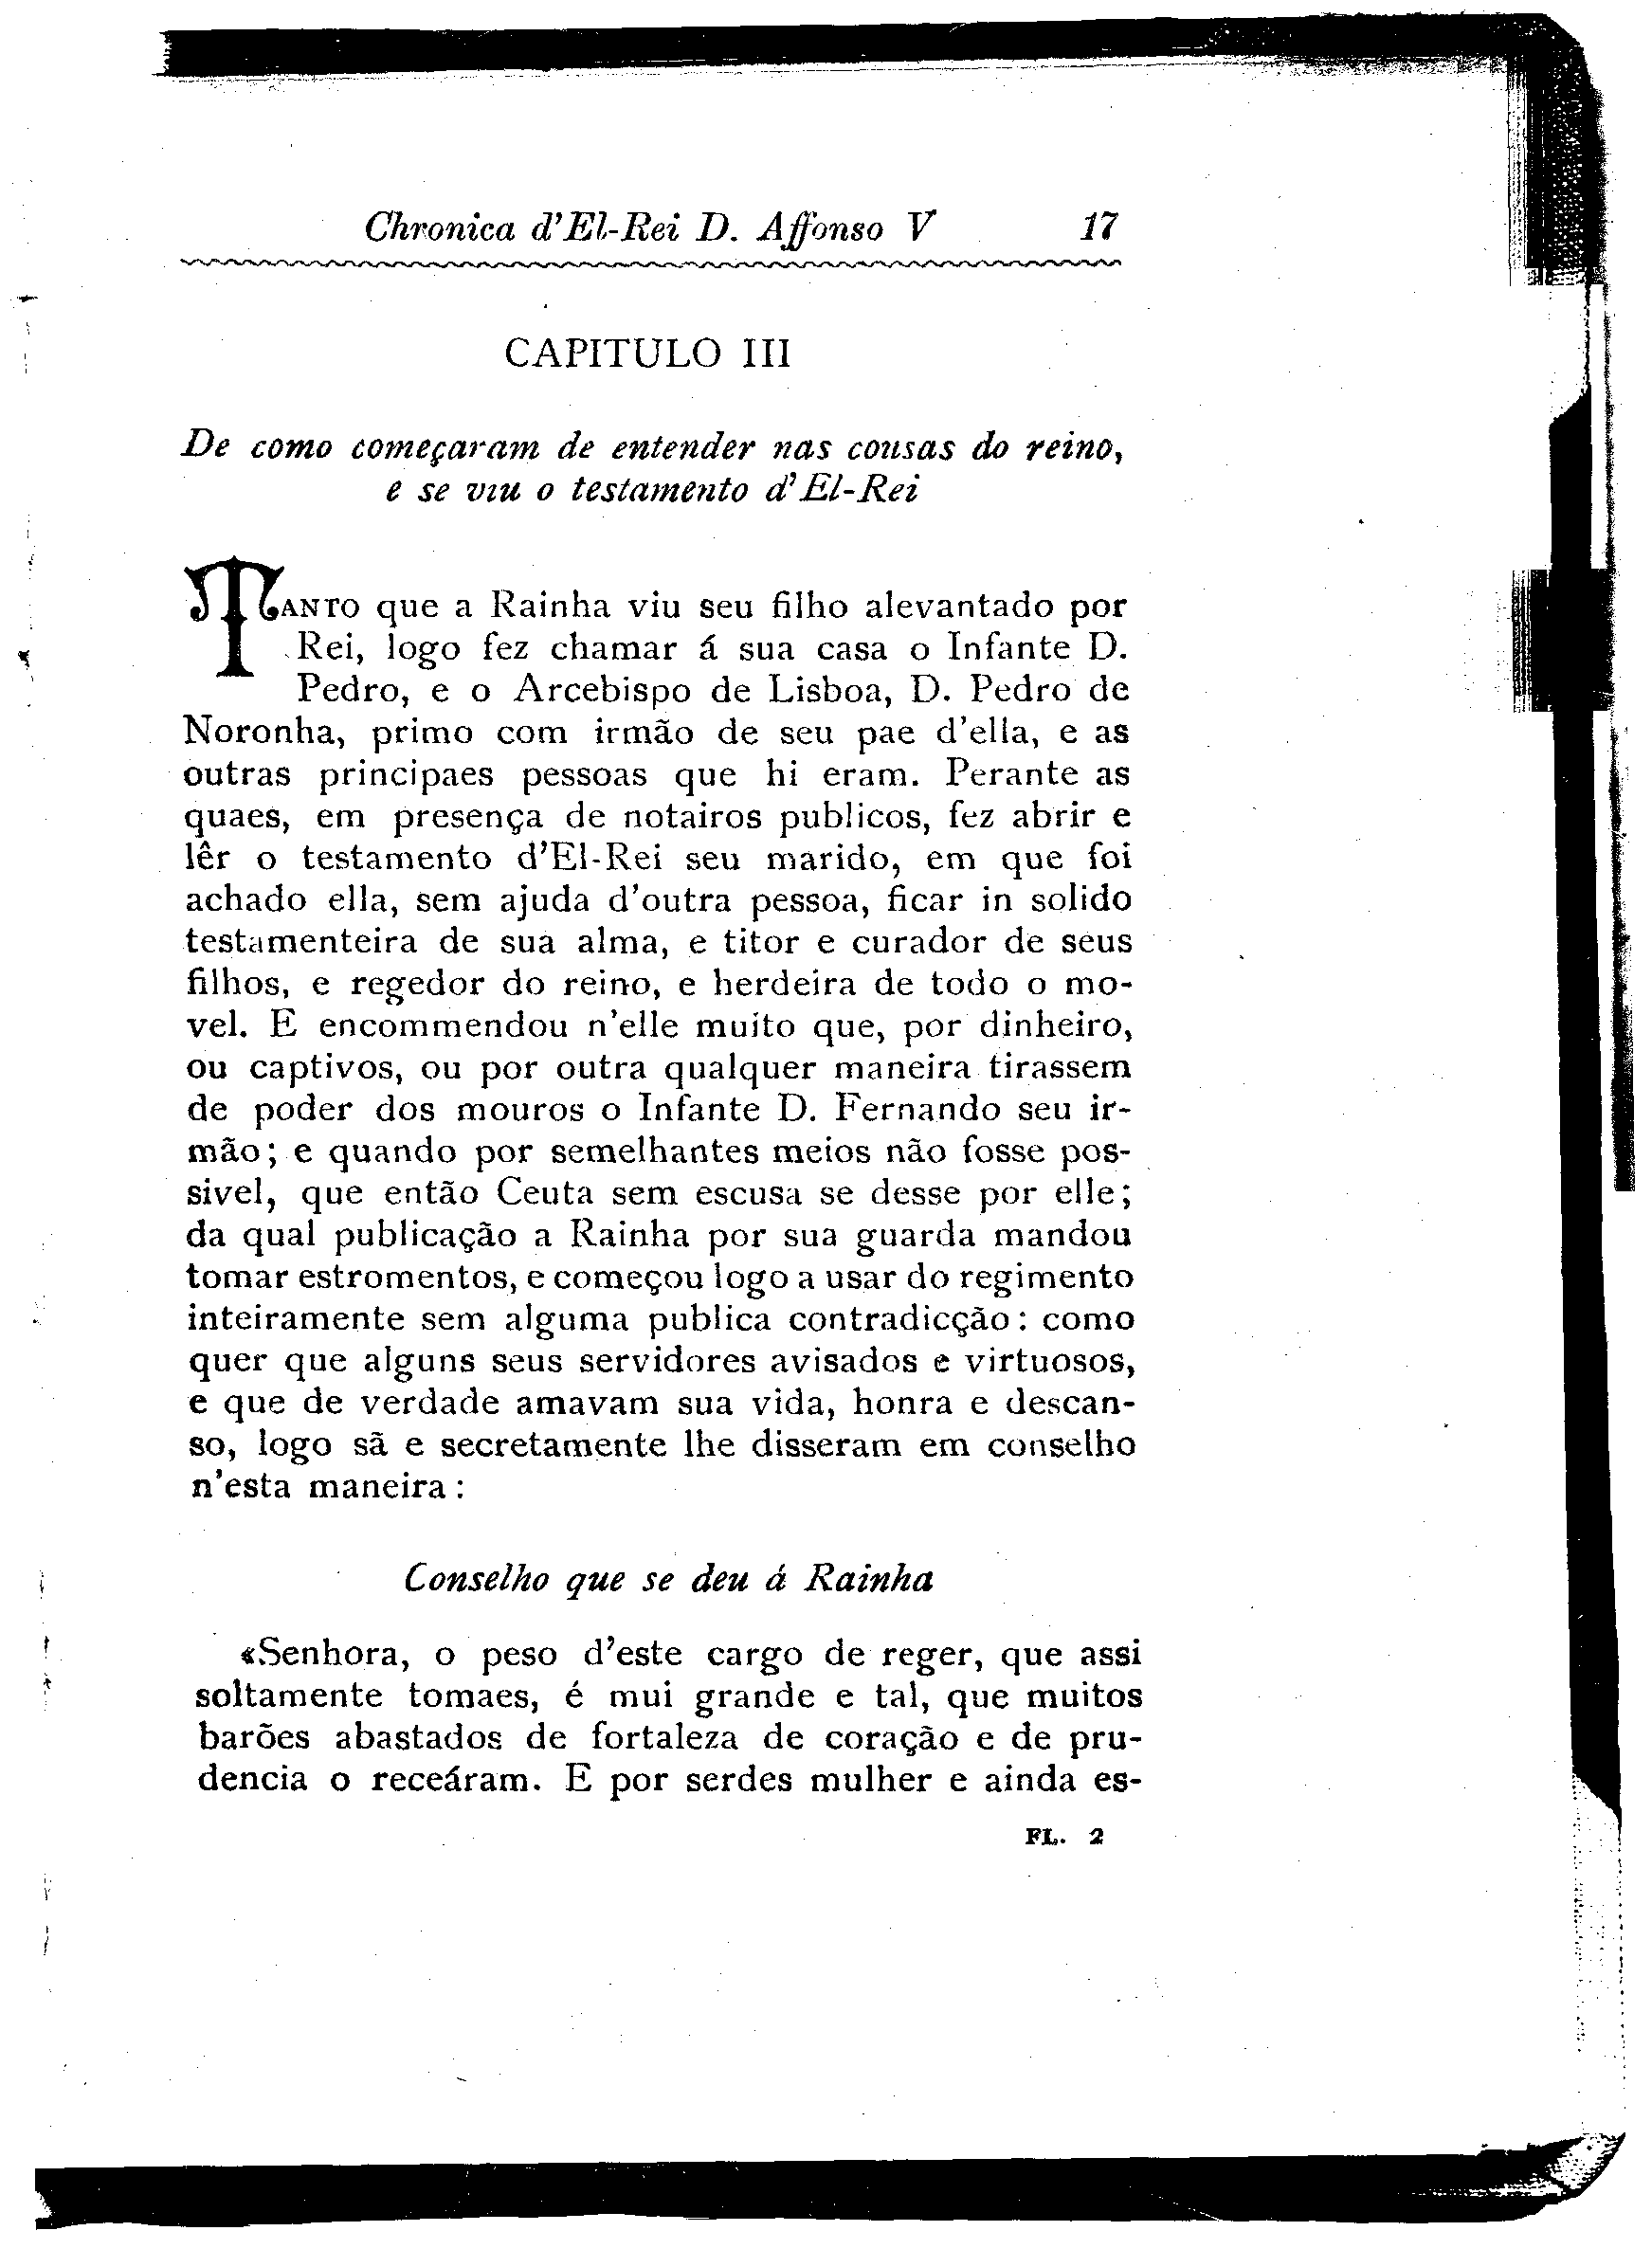 Chronica d'El-Rei D. Affonso V 17
CAPITULO III
De como começaram de entender nas cousas do reino,
e se viu o testamento d'El-Rei
TANTO que a Rainha viu seu filho alevantado por
Rei, logo fez chamar á sua casa o Infante D.
Pedro, e o Arcebispo de Lisboa, D. Pedro de
Noronha, primo com irmão de seu pae d'ella, e as
outras principaes pessoas que hi eram. Perante as
quaes, em presença de notairos publicos, fez abrir e
lêr o testamento d'El-Rei seu marido, em que foi
achado ella, sem ajuda d'outra pessoa, ficar in solido
testamenteira de sua alma, e titor e curador de seus
filhos, e regedor do reino, e herdeira de todo o mo-
vel. E encommendou n'elle muito que, por dinheiro,
ou captivos, ou por outra qualquer maneira tirassem
de poder dos mouros o Infante D. Fernando seu ir-
mão; e quando por semelhantes meios não fosse pos-
sivel, que então Ceuta sem escusa se desse por elle;
da qual publicação a Rainha por sua guarda mandou
tomar estromentos, e começou logo a usar do regimento
inteiramente sem alguma publica contradicção: como
quer que alguns seus servidores avisados e virtuosos,
e que de verdade amavam sua vida, honra e descan-
so, logo sã e secretamente lhe disseram em conselho
n'esta maneira:
Conselho que se deu á Rainha
«Senhora, o peso d'este cargo de reger, que assi
soltamente tomaes, é mui grande e tal, que muitos
barões abastados de fortaleza de coração e de pru-
dencia o receáram. E por serdes mulher e ainda es-
FL. 2